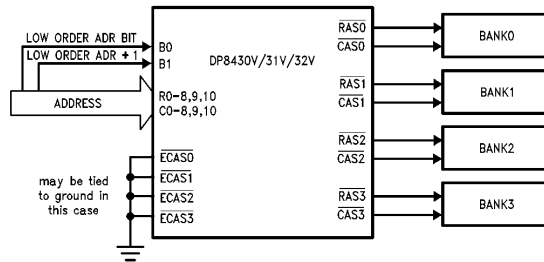 LOW ORDER ADR BIT
LOW ORDER ADR + 1
ADDRESS
B0
B1
R0-8,9,10
C0-8,9,10
DP8430V/31V/32V
ECAS0
ECAS1
ECAS2
ECAS3
may be tied
to ground in
this case
RAS0
CAS0
BANK0
RAS1
CAS1
BANK1
RAS2
CAS2
BANK2
RAS3
CAS3
BANK3